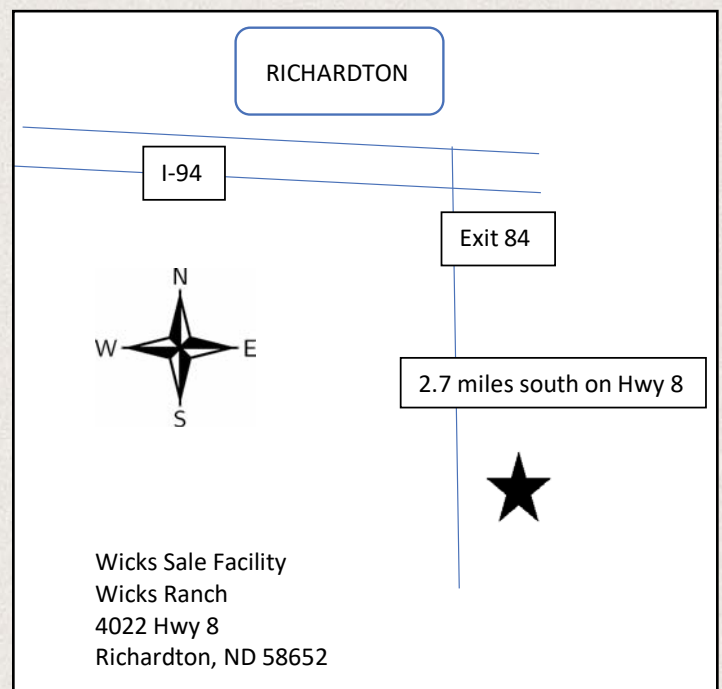 RICHARDTON
I-94
Exit 84
N
W
E
S
2.7 miles south on Hwy 8
Wicks Sale Facility
Wicks Ranch
4022 Hwy 8
Richardton, ND 58652